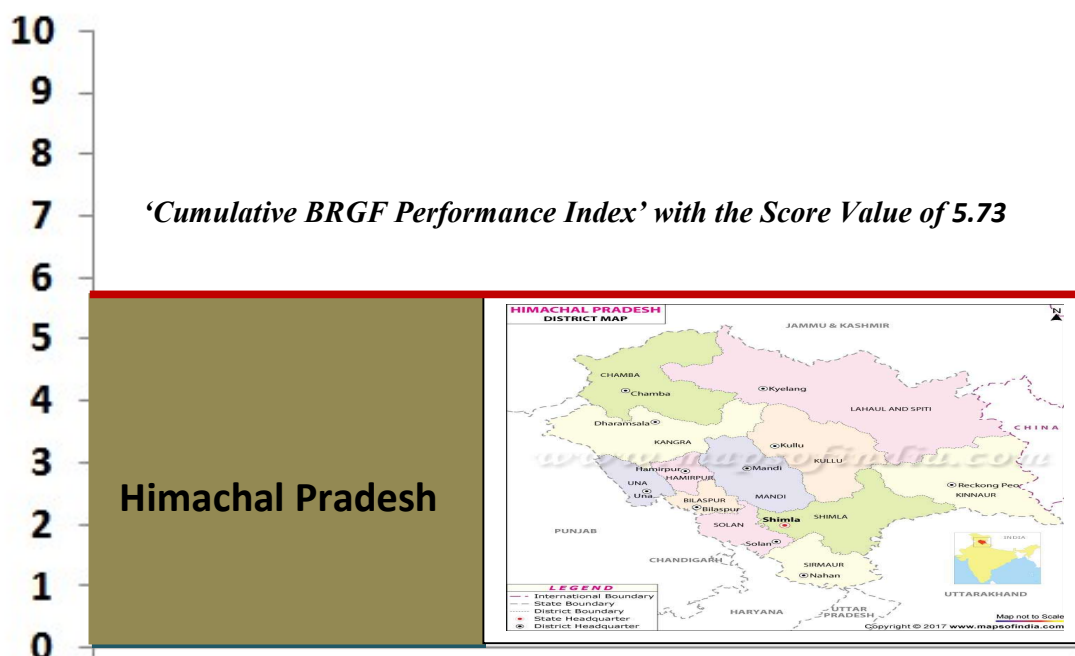 10
9
8
7
6
5
4
3
2
1
0
‘Cumulative BRGF Performance Index’ with the Score Value of 5.73
Himachal Pradesh
HIMACHAL PRADESH
DISTRICT MAP
N
JAMMU & KASHMIR
CHAMBA
Chamba
Kyelang
LAHAUL AND SPITI
Dharamsala
KANGRA
Kullu
CHINA
www.mapsofindia.com
Hamirpur
HAMIRPUR
Mandi
KULLU
UNA
Una
Reckong Peo
KINNAUR
BILASPUR
Bilaspur
MANDI
PUNJAB
SOLAN
Shimla
SHIMLA
Solan
INDIA
CHANDIGARH
SIRMAUR
Nahan
UTTARAKHAND
HARYANA
UTTAR
PRADESH
LEGEND
International Boundary
State Boundary
District Boundary
State Headquarter
District Headquarter
Map not to Scale
Copyright © 2017 www.mapsofindia.com